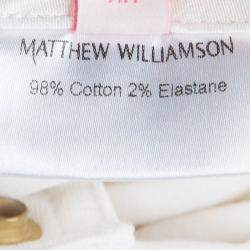 MATTHEW WILLIAMSON
98% Cotton 2% Elastane